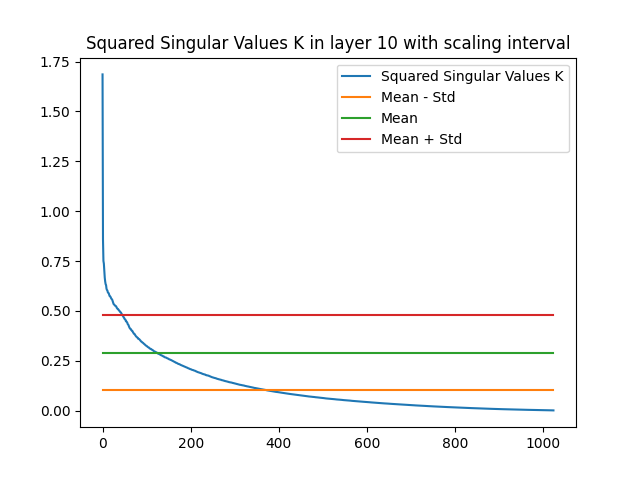 Squared Singular Values K in layer 10 with scaling interval
1.75
1.50
1.25
1.00
0.75
0.50
0.25
0.00
Squared Singular Values K
Mean - Std
Mean
Mean + Std
0
200
400
600
800
1000